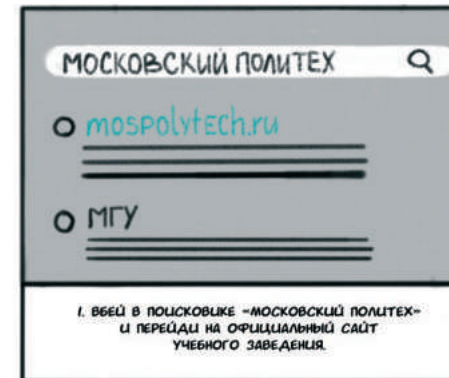 МОСКОВСКИЙ ПОЛИТЕХ
mospolytech.ru
МГУ
1. ВБЕЙ В ПОИСКОВИКЕ «МОСКОВСКИЙ ПОЛИТЕХ»
И ПЕРЕЙДИ НА ОФИЦИАЛЬНЫЙ САЙТ
УЧЕБНОГО ЗАВЕДЕНИЯ.